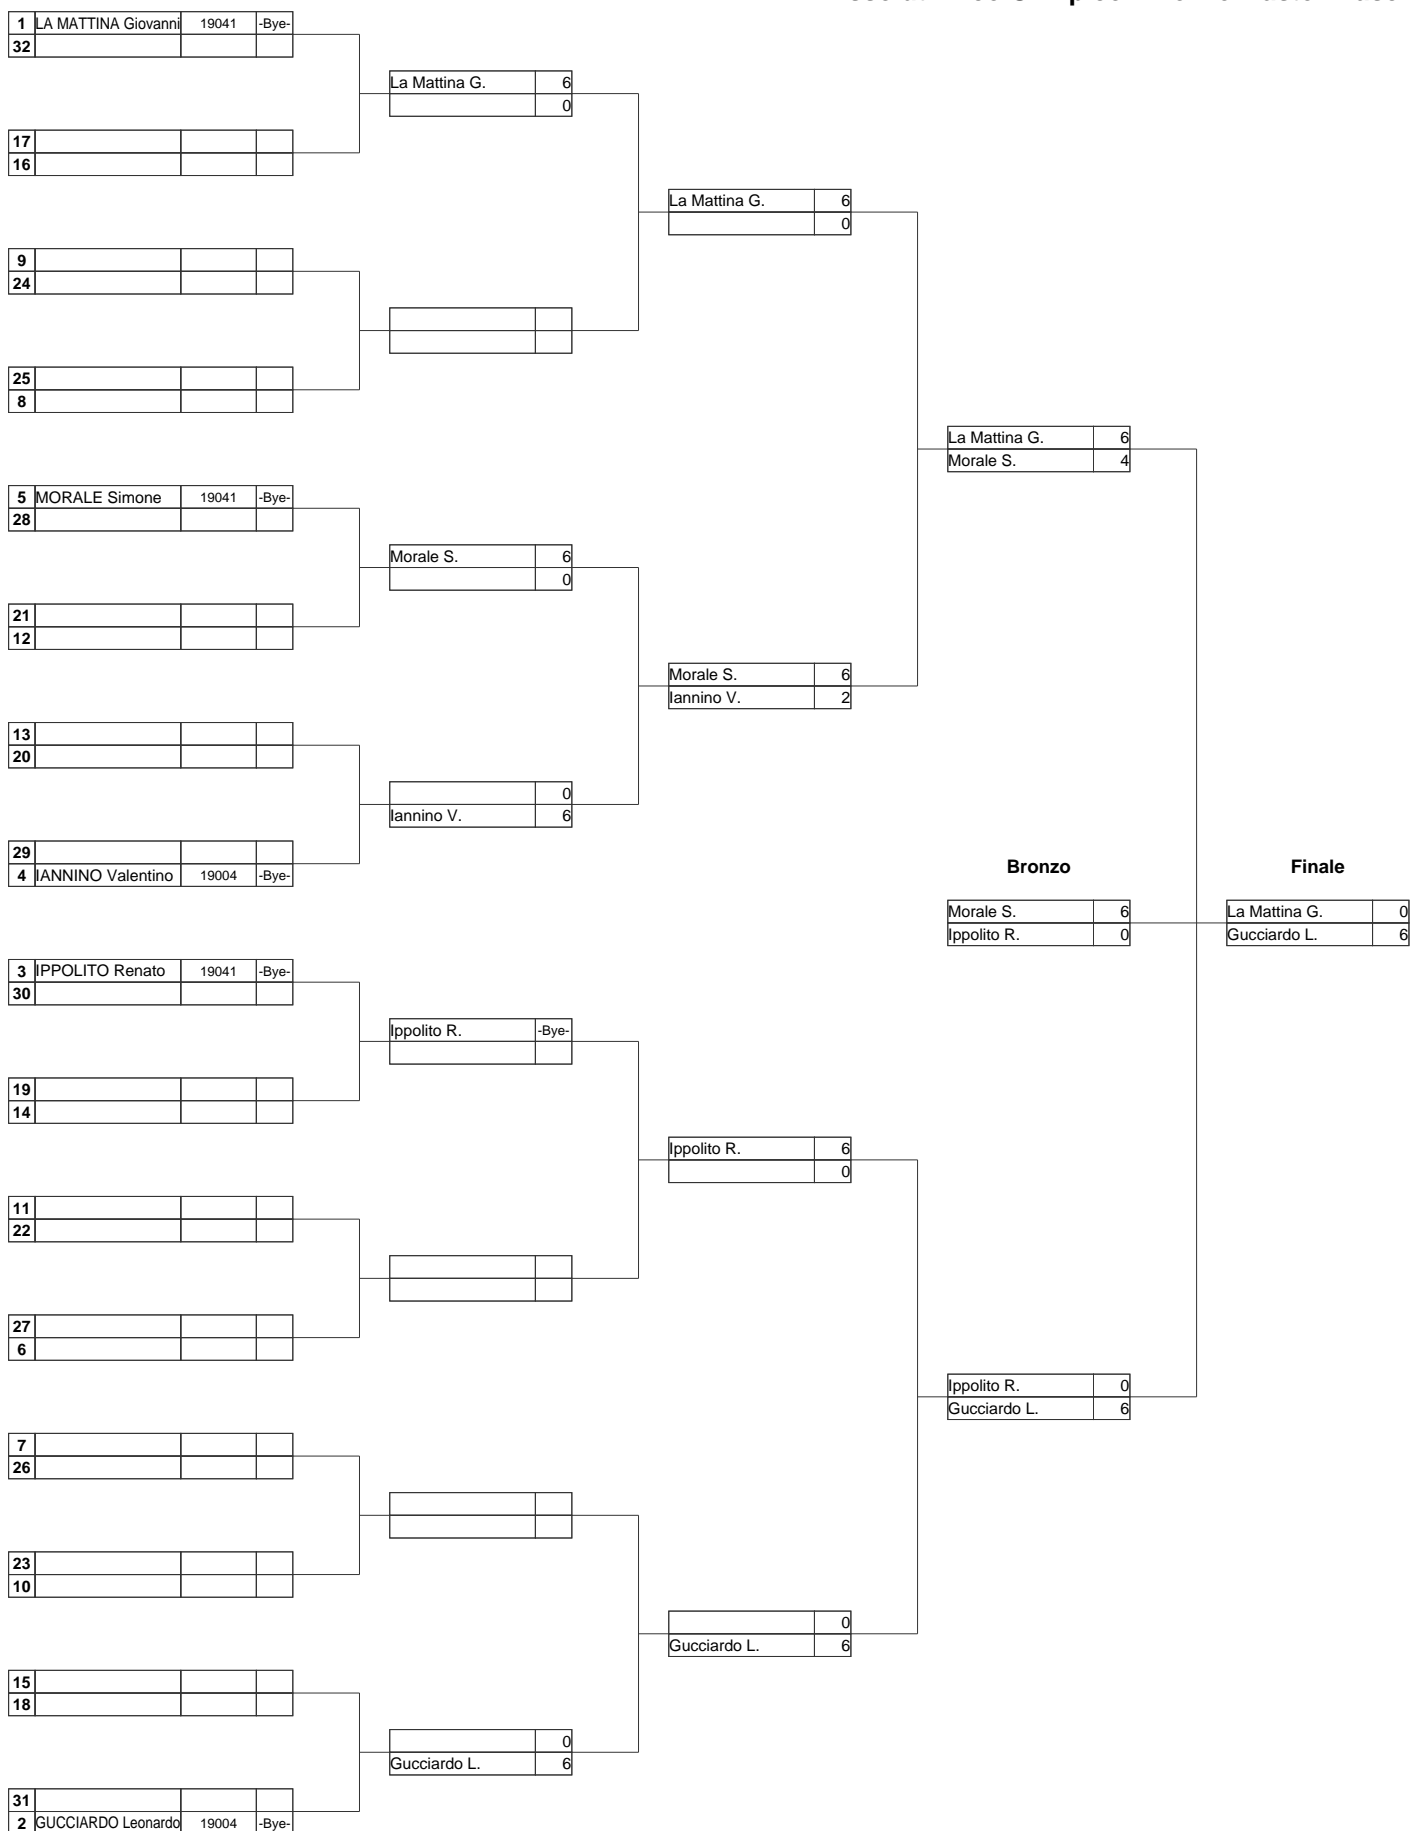 1 LA MATTINA Giovanni 19041 -Bye-
32
La Mattina G. 6
0
17
16
La Mattina G. 6
0
9
24
25
8
La Mattina G. 6
Morale S. 4
5 MORALE Simone 19041 -Bye-
28
Morale S. 6
0
21
12
Morale S. 6
Iannino V. 2
13
20
0
Iannino V. 6
29
4 IANNINO Valentino 19004 -Bye-
Bronzo Finale
Morale S. 6 La Mattina G. 0
Ippolito R. 0 Gucciardo L. 6
3 IPPOLITO Renato 19041 -Bye-
30
Ippolito R. -Bye-
19
14
Ippolito R. 6
0
11
22
27
6
Ippolito R. 0
Gucciardo L. 6
7
26
23
10
0
Gucciardo L. 6
15
18
0
Gucciardo L. 6
31
2 GUCCIARDO Leonardo 19004 -Bye-